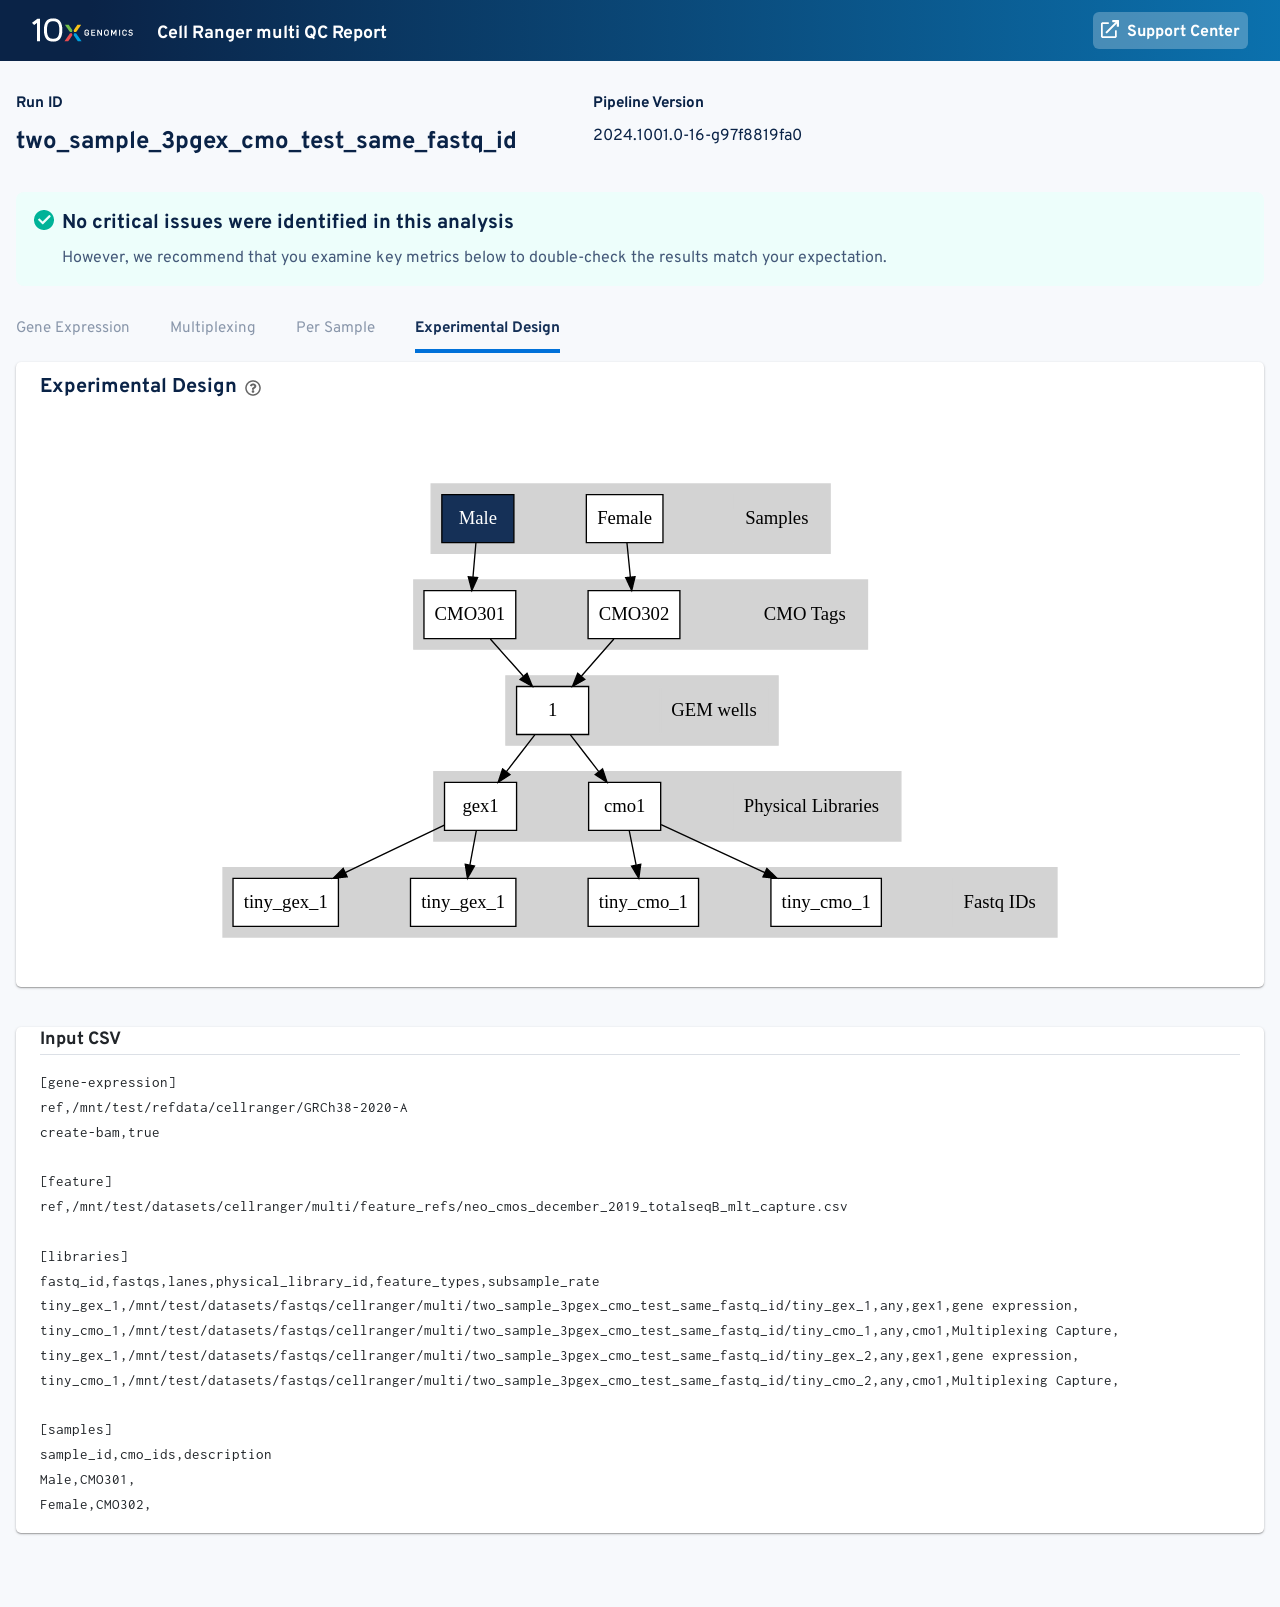 10X GENOMICS Cell Ranger multi QC Report
Support Center
Run ID
two_sample_3pgex_cmo_test_same_fastq_id
Pipeline Version
2024.1001.0-16-g97f8819fa0
No critical issues were identified in this analysis
However, we recommend that you examine key metrics below to double-check the results match your expectation.
Gene Expression Multiplexing Per Sample Experimental Design
Experimental Design ?
Male Female Samples
CMO301 CMO302 CMO Tags
1 GEM wells
gex1 cmo1 Physical Libraries
tiny_gex_1 tiny_gex_1 tiny_cmo_1 tiny_cmo_1 Fastq IDs
Input CSV
[gene-expression]
ref,/mnt/test/refdata/cellranger/GRCh38-2020-A
create-bam,true
[feature]
ref,/mnt/test/datasets/cellranger/multi/feature_refs/neo_cmos_december_2019_totalseqB_mlt_capture.csv
[libraries]
fastq_id,fastqs,lanes,physical_library_id,feature_types,subsample_rate
tiny_gex_1,/mnt/test/datasets/fastqs/cellranger/multi/two_sample_3pgex_cmo_test_same_fastq_id/tiny_gex_1,any,gex1,gene expression,
tiny_cmo_1,/mnt/test/datasets/fastqs/cellranger/multi/two_sample_3pgex_cmo_test_same_fastq_id/tiny_cmo_1,any,cmo1,Multiplexing Capture,
tiny_gex_1,/mnt/test/datasets/fastqs/cellranger/multi/two_sample_3pgex_cmo_test_same_fastq_id/tiny_gex_2,any,gex1,gene expression,
tiny_cmo_1,/mnt/test/datasets/fastqs/cellranger/multi/two_sample_3pgex_cmo_test_same_fastq_id/tiny_cmo_2,any,cmo1,Multiplexing Capture,
[samples]
sample_id,cmo_ids,description
Male,CMO301,
Female,CMO302,